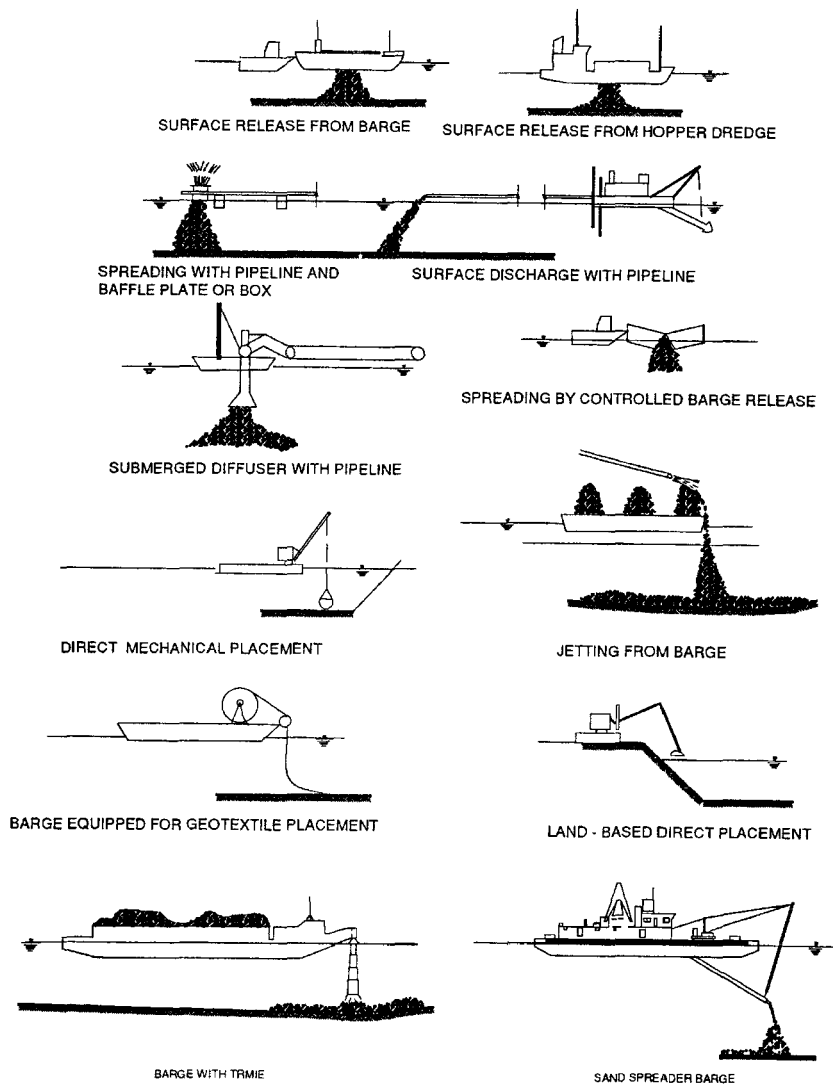 SURFACE RELEASE FROM BARGE
SURFACE RELEASE FROM HOPPER DREDGE
SPREADING WITH PIPELINE AND
BAFFLE PLATE OR BOX
SURFACE DISCHARGE WITH PIPELINE
SPREADING BY CONTROLLED BARGE RELEASE
SUBMERGED DIFFUSER WITH PIPELINE
DIRECT MECHANICAL PLACEMENT
JETTING FROM BARGE
BARGE EQUIPPED FOR GEOTEXTILE PLACEMENT
LAND - BASED DIRECT PLACEMENT
BARGE WITH TRMIE
SAND SPREADER BARGE